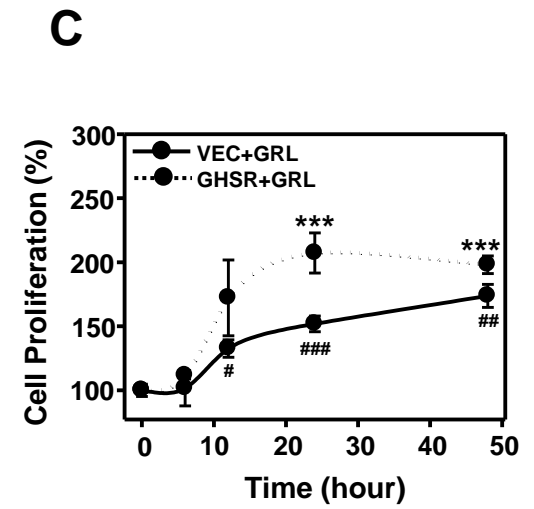 C
300
250
200
150
100
Cell Proliferation (%)
VEC+GRL
GHSR+GRL
***
***
#
###
##
0 10 20 30 40 50
Time (hour)